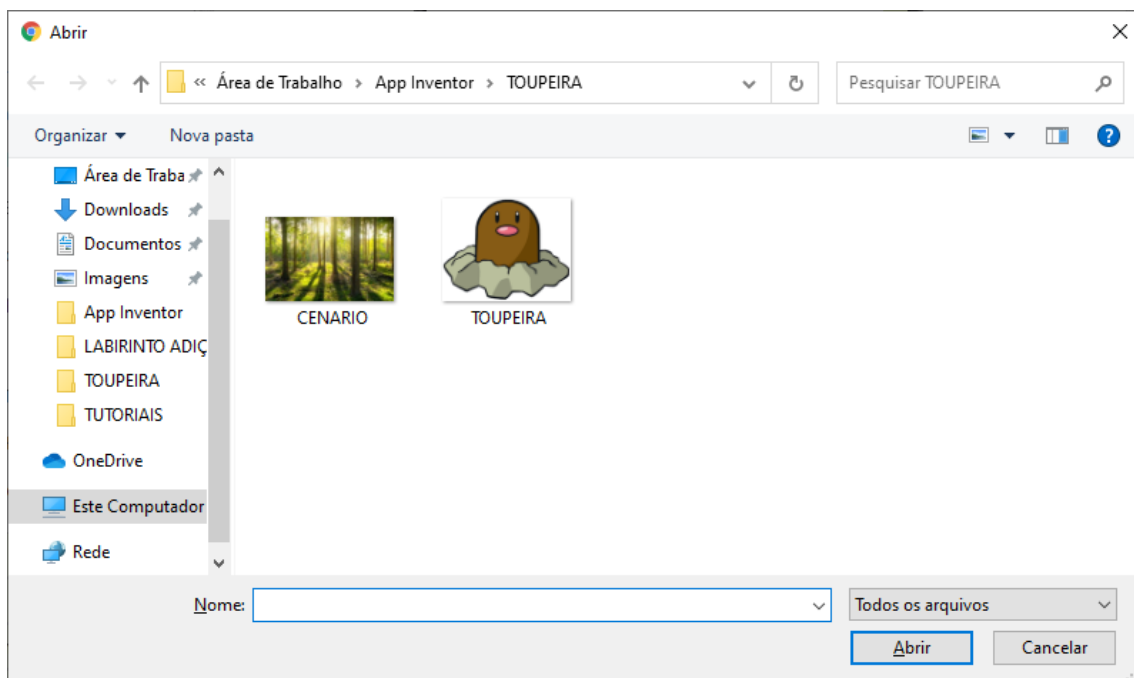 Abrir
« Área de Trabalho › App Inventor › TOUPEIRA
Pesquisar TOUPEIRA
Organizar
Nova pasta
?
Área de Traba
Downloads
Documentos
Imagens
App Inventor
LABIRINTO ADIÇ
TOUPEIRA
TUTORIAIS
OneDrive
Este Computador
Rede
CENARIO
TOUPEIRA
Nome:
Todos os arquivos
Abrir
Cancelar